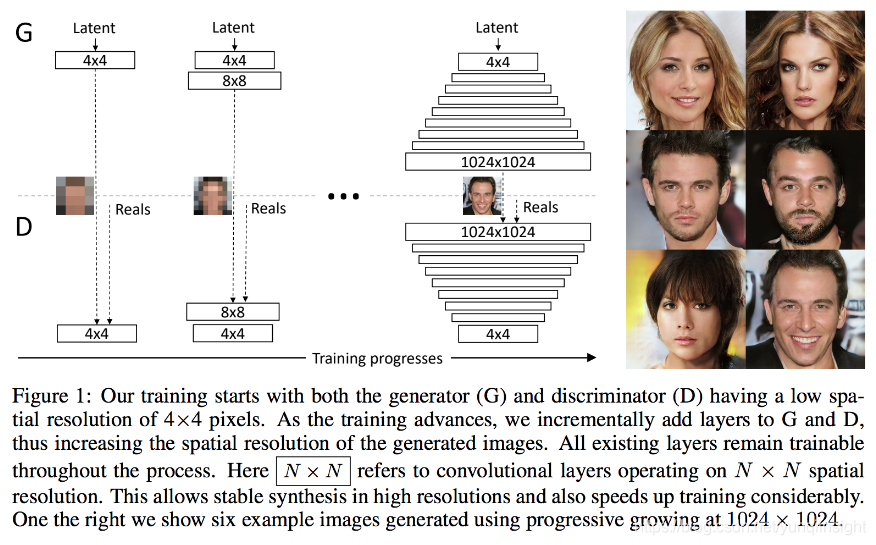 G
Latent
Latent
Latent
4x4
4x4
4x4
8x8
1024x1024
Reals
Reals
Reals
D
1024x1024
8x8
4x4
4x4
4x4
Training progresses
Figure 1: Our training starts with both the generator (G) and discriminator (D) having a low spa-
tial resolution of 4×4 pixels. As the training advances, we incrementally add layers to G and D,
thus increasing the spatial resolution of the generated images. All existing layers remain trainable
throughout the process. Here N × N refers to convolutional layers operating on N × N spatial
resolution. This allows stable synthesis in high resolutions and also speeds up training considerably.
One the right we show six example images generated using progressive growing at 1024 × 1024.